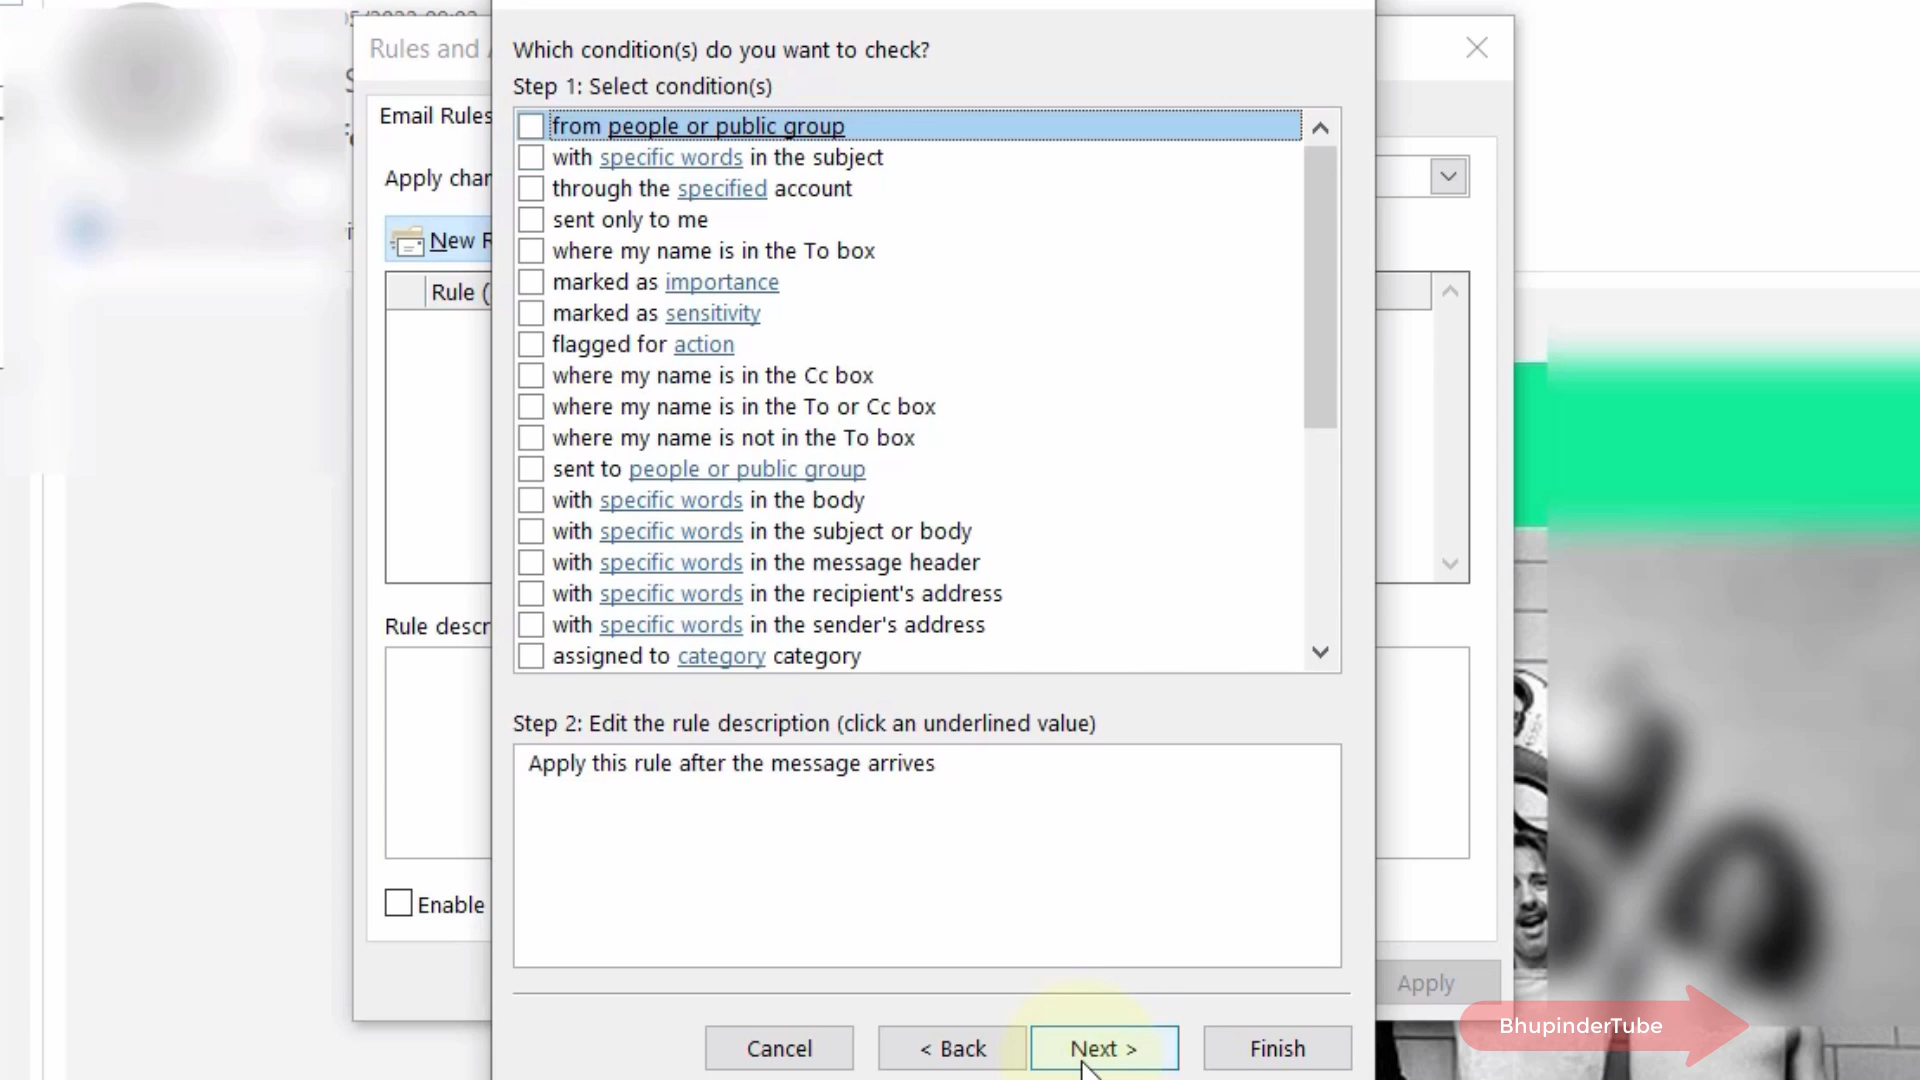 Rules and
Email Rules
Apply
New
Rule (
Rule
Enable
Which condition(s) do you want to check?
Step 1: Select condition(s)
from people or public group
with specific words in the subject
through the specified account
sent only to me
where my name is in the To box
marked as importance
marked as sensitivity
flagged for action
where my name is in the Cc box
where my name is in the To or Cc box
where my name is not in the To box
sent to people or public group
with specific words in the body
with specific words in the subject or body
with specific words in the message header
with specific words in the recipient's address
with specific words in the sender's address
assigned to category category
Step 2: Edit the rule description (click an underlined value)
Apply this rule after the message arrives
Cancel
< Back
Next >
Finish
Apply
BhupinderTube